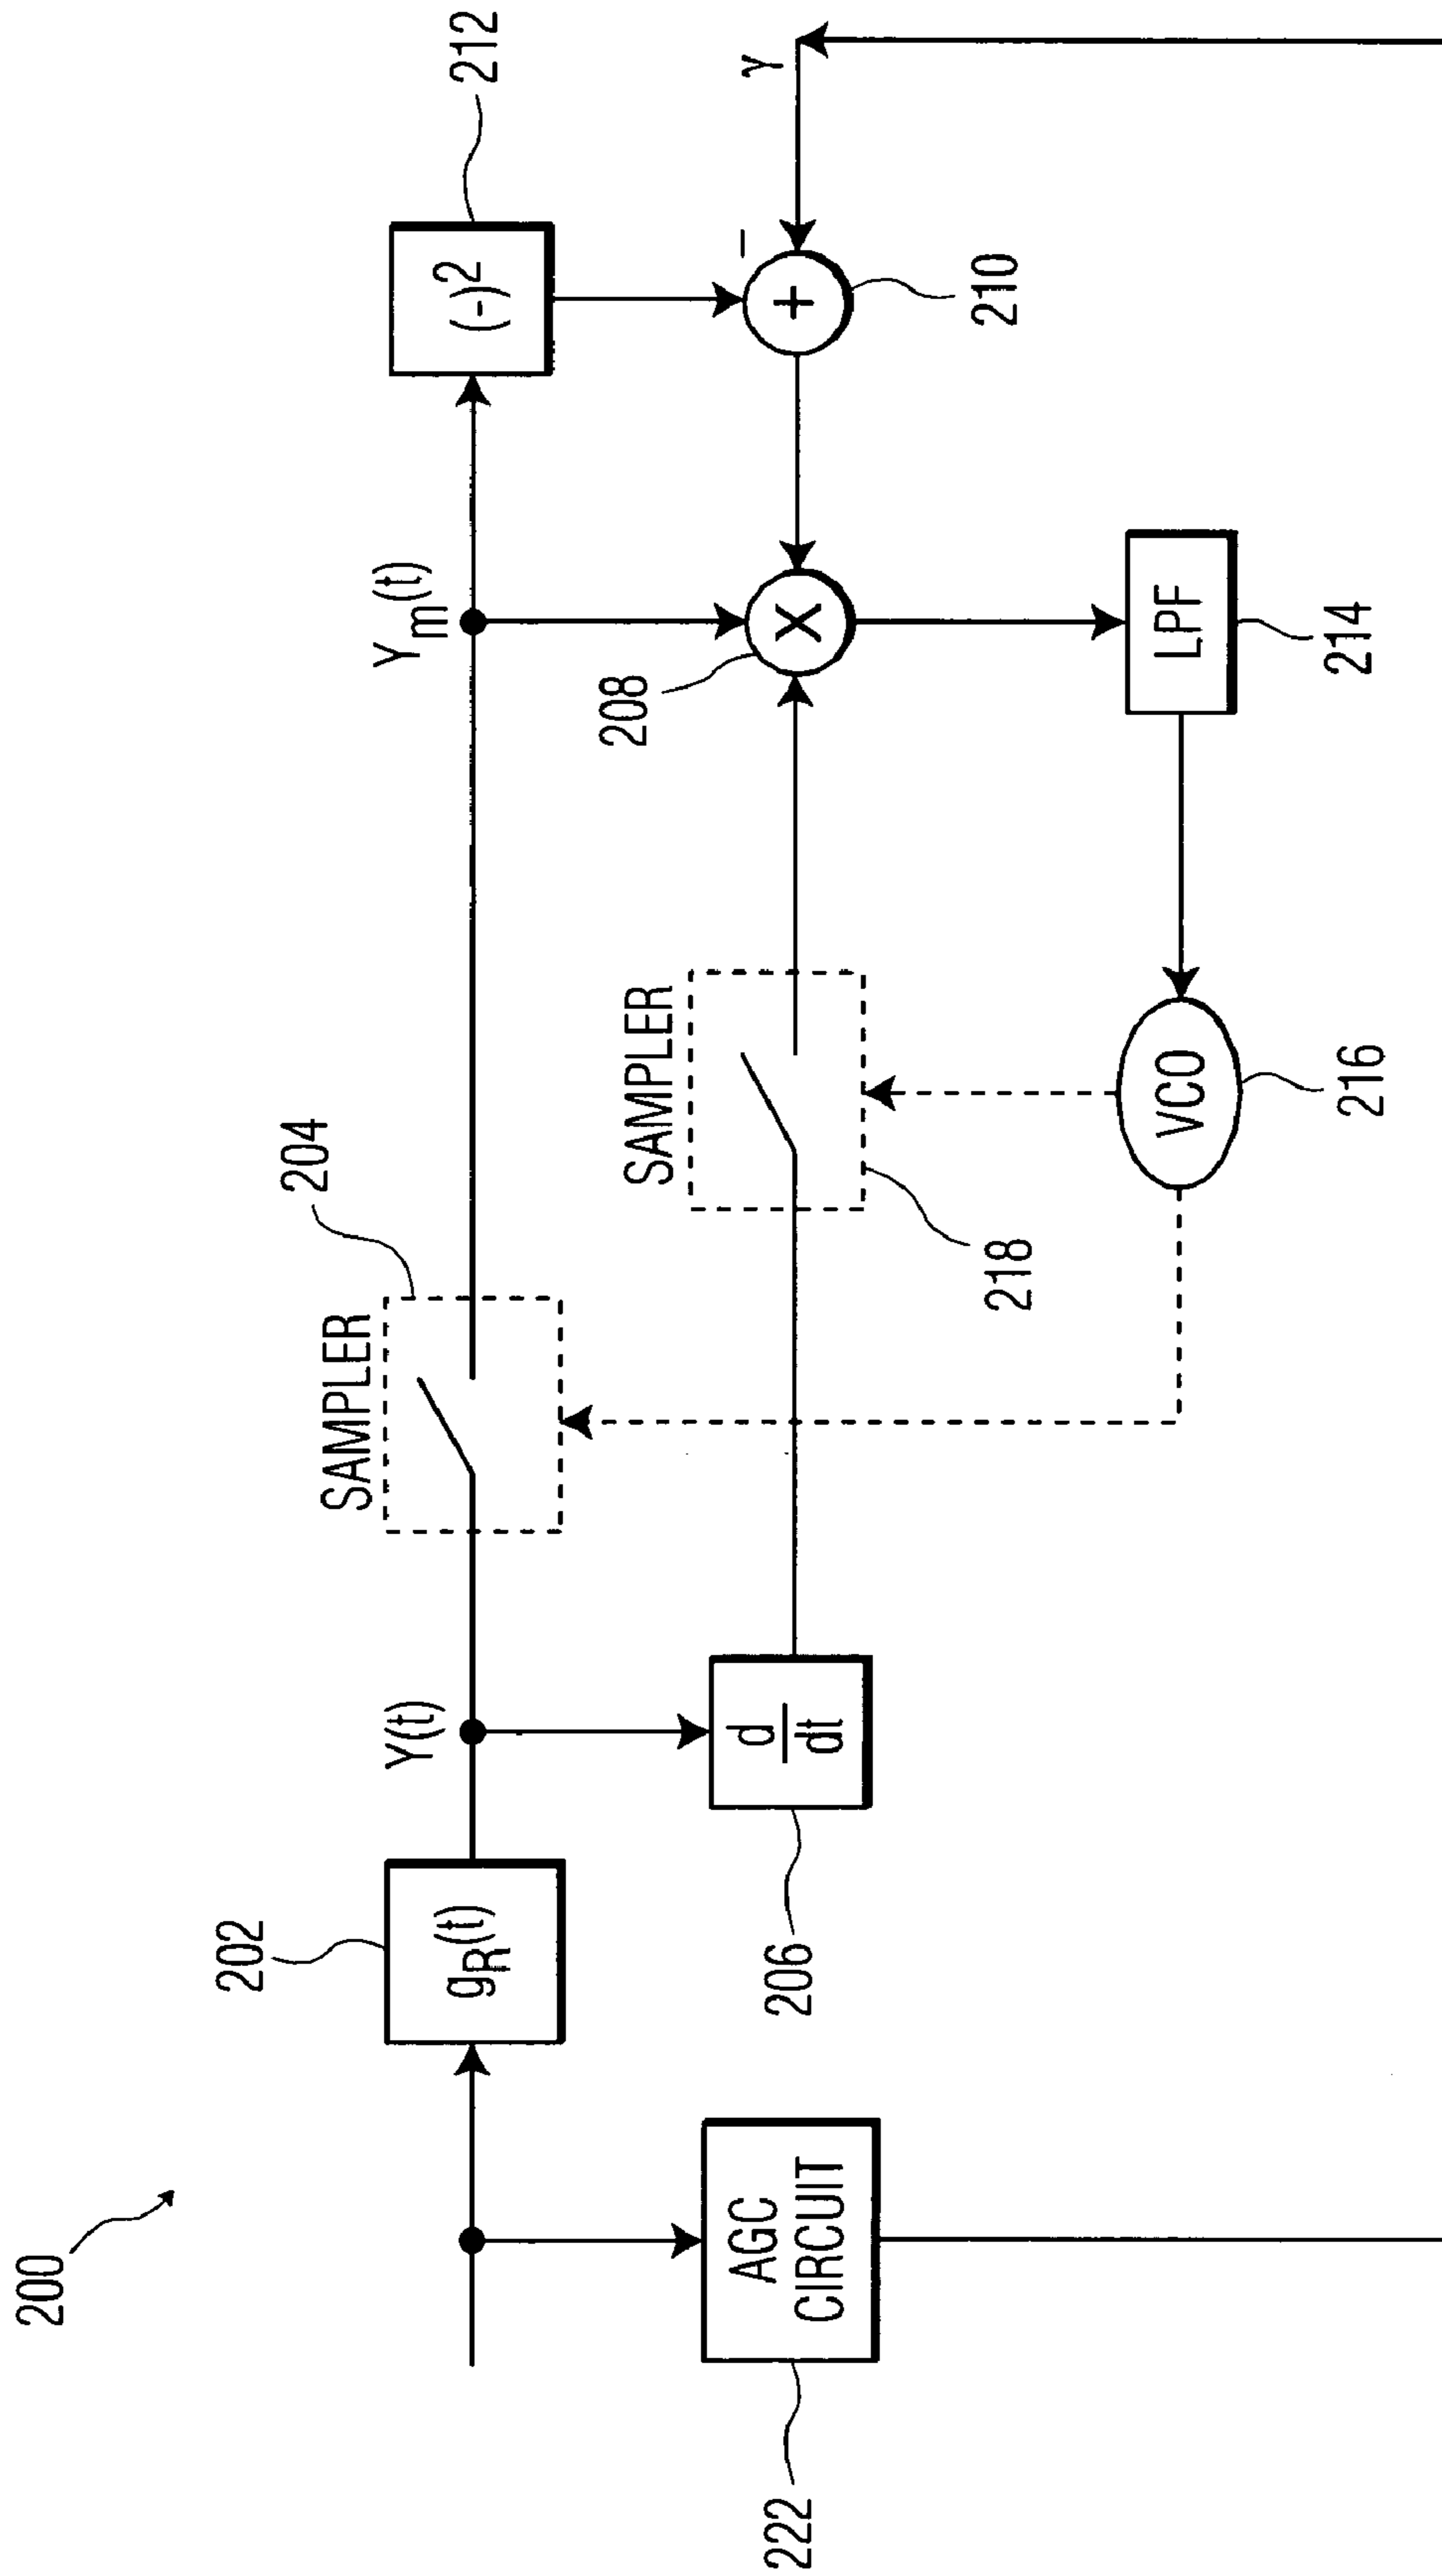 200
212
(-)²
Yₘ(t)
γ
−
+
210
204
SAMPLER
208
X
Y(t)
SAMPLER
218
202
g_R(t)
d
dt
206
LPF
214
VCO
216
AGC
CIRCUIT
222